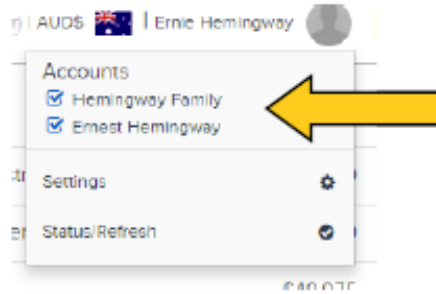 | AUD$ | Ernie Hemingway
Accounts
Hemingway Family
Ernest Hemingway
Settings
Status/Refresh